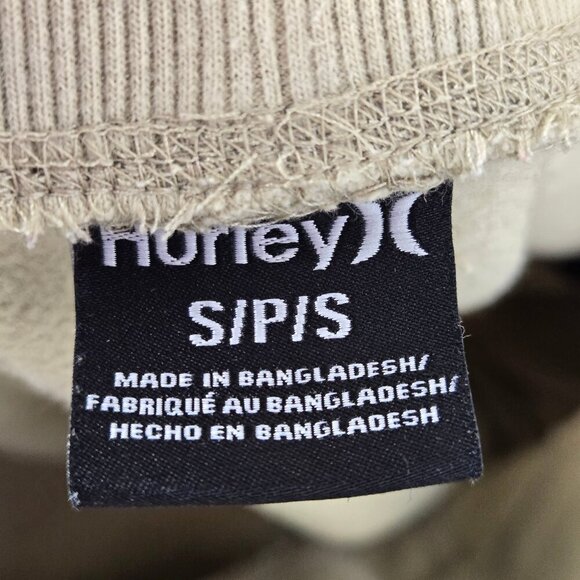 Hurley
S/P/S
MADE IN BANGLADESH/
FABRIQUÉ AU BANGLADESH/
HECHO EN BANGLADESH